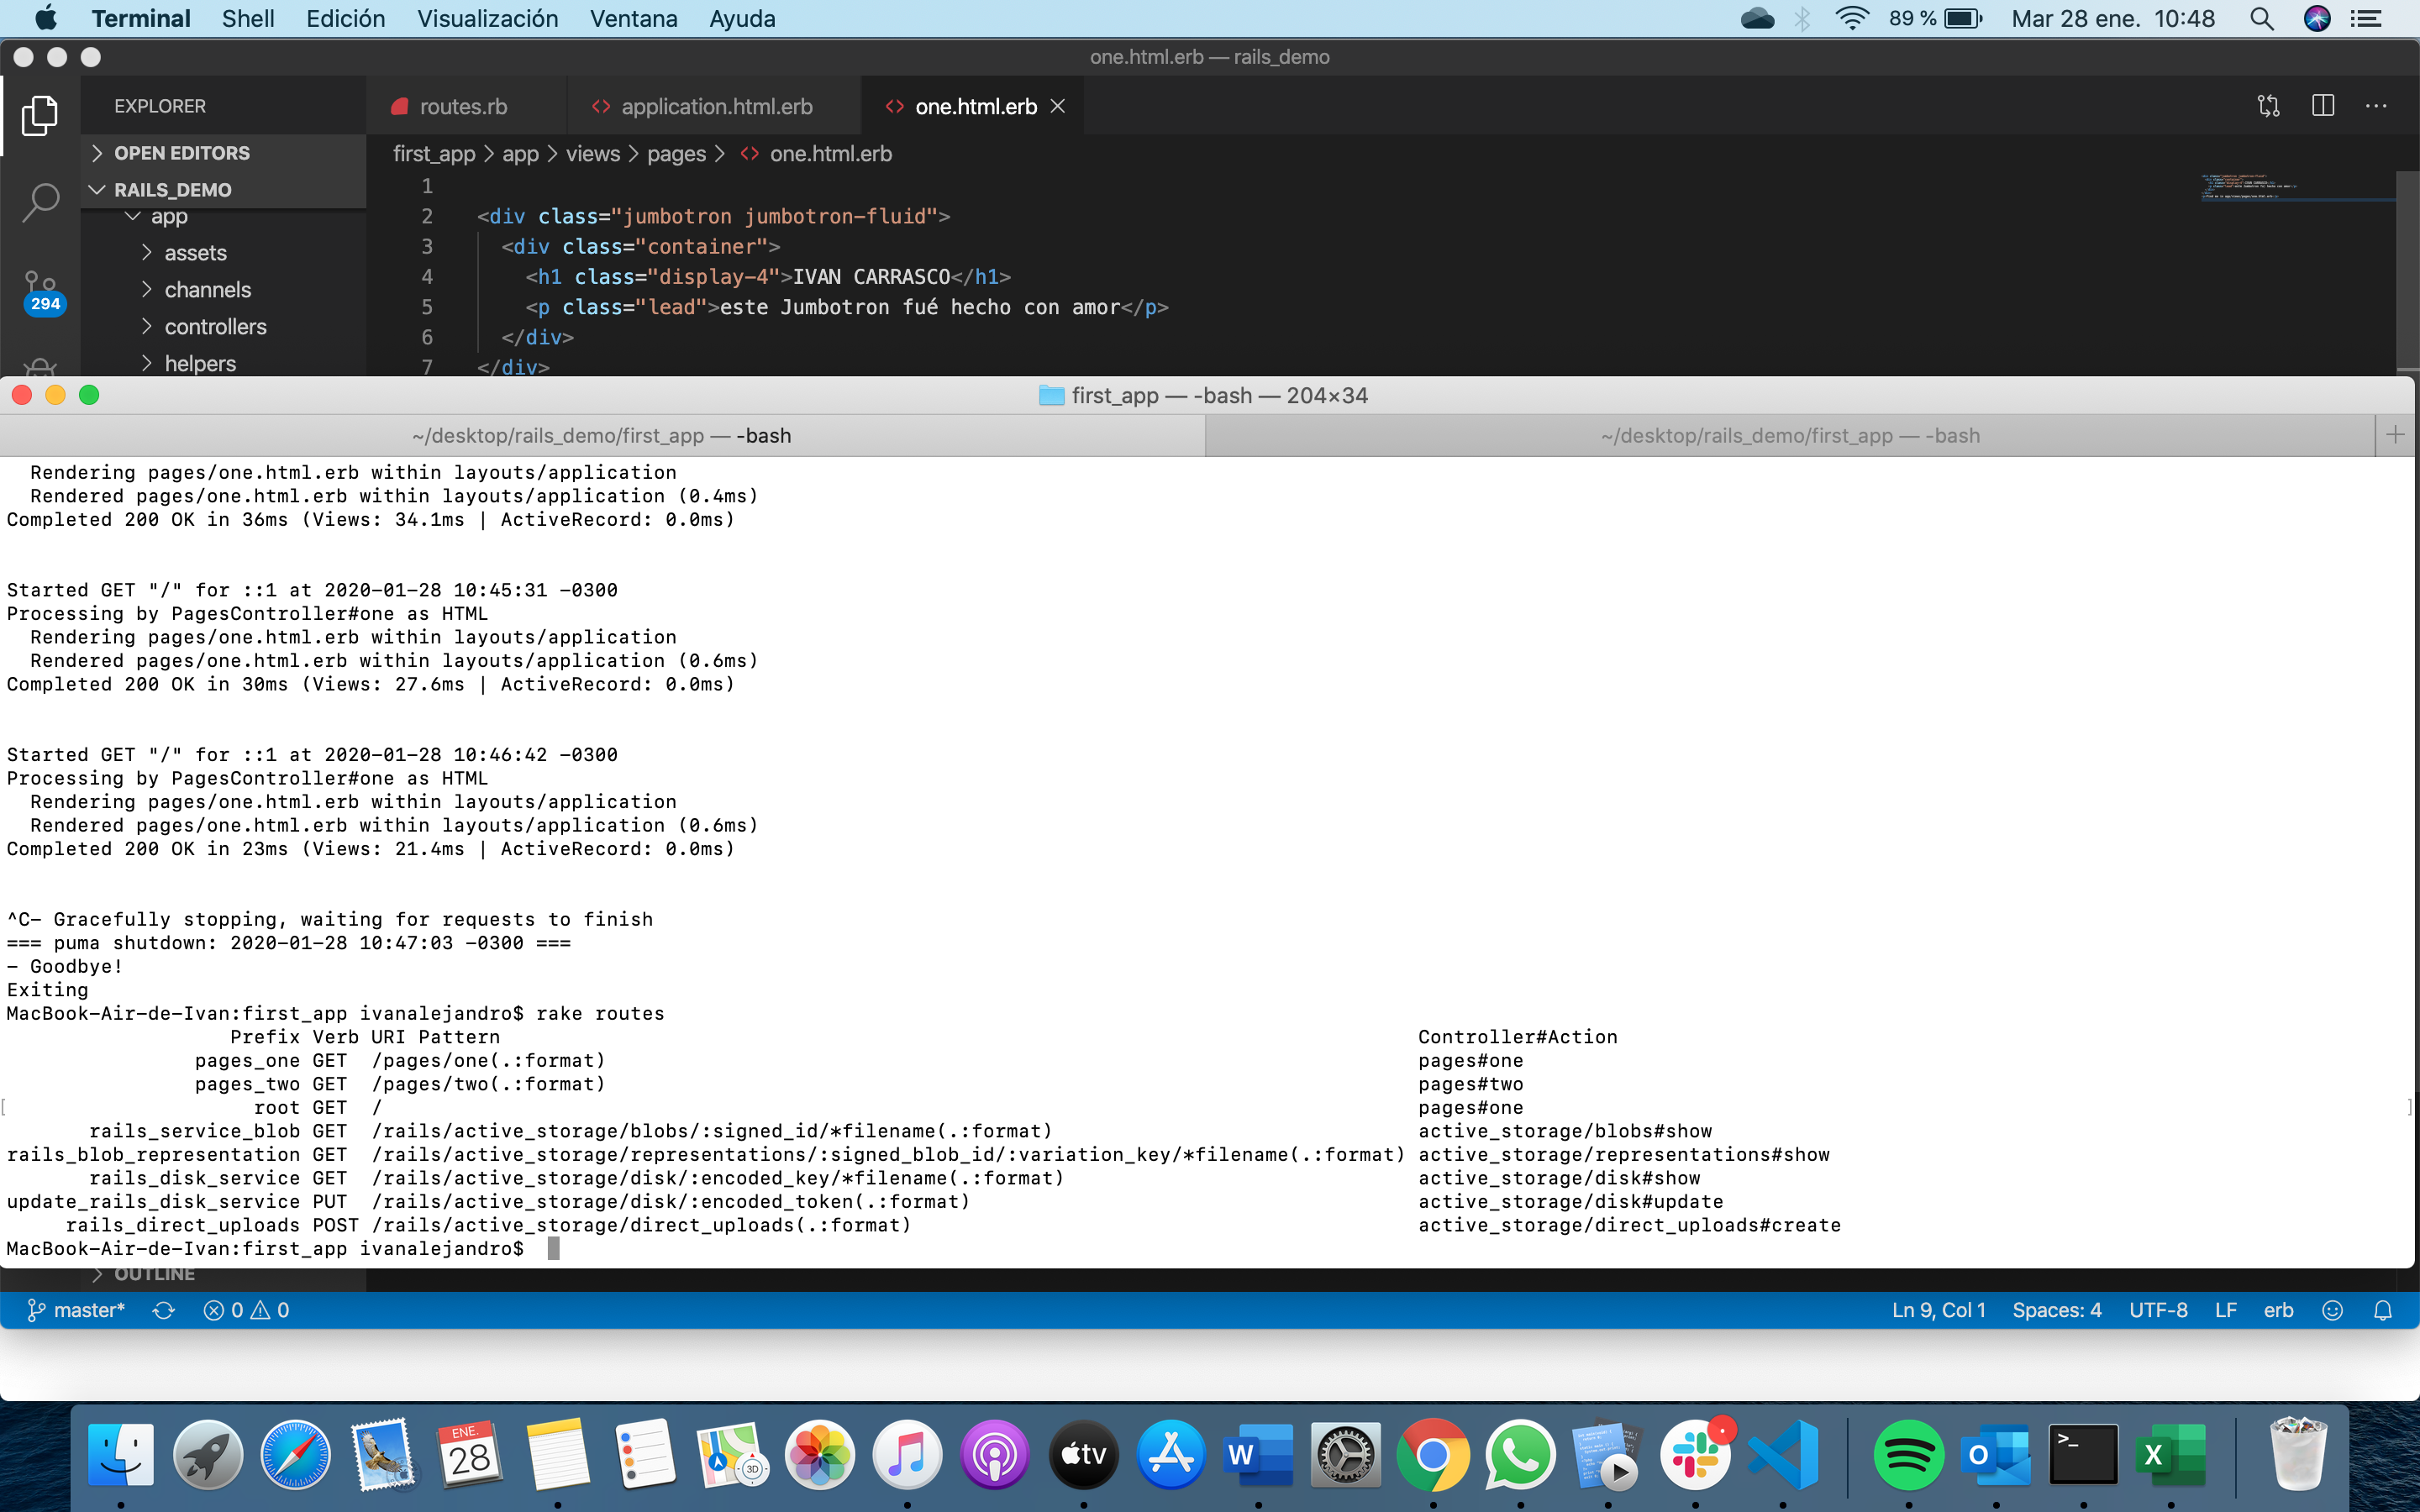 Terminal Shell Edición Visualización Ventana Ayuda 89 % Mar 28 ene. 10:48
one.html.erb — rails_demo
EXPLORER routes.rb application.html.erb one.html.erb
OPEN EDITORS first_app > app > views > pages > one.html.erb
RAILS_DEMO
app
assets
channels
controllers
helpers
294
1
2 <div class="jumbotron jumbotron-fluid">
3 <div class="container">
4 <h1 class="display-4">IVAN CARRASCO</h1>
5 <p class="lead">este Jumbotron fué hecho con amor</p>
6 </div>
7 </div>
first_app — -bash — 204×34
~/desktop/rails_demo/first_app — -bash ~/desktop/rails_demo/first_app — -bash
Rendering pages/one.html.erb within layouts/application
Rendered pages/one.html.erb within layouts/application (0.4ms)
Completed 200 OK in 36ms (Views: 34.1ms | ActiveRecord: 0.0ms)
Started GET "/" for ::1 at 2020-01-28 10:45:31 -0300
Processing by PagesController#one as HTML
Rendering pages/one.html.erb within layouts/application
Rendered pages/one.html.erb within layouts/application (0.6ms)
Completed 200 OK in 30ms (Views: 27.6ms | ActiveRecord: 0.0ms)
Started GET "/" for ::1 at 2020-01-28 10:46:42 -0300
Processing by PagesController#one as HTML
Rendering pages/one.html.erb within layouts/application
Rendered pages/one.html.erb within layouts/application (0.6ms)
Completed 200 OK in 23ms (Views: 21.4ms | ActiveRecord: 0.0ms)
^C- Gracefully stopping, waiting for requests to finish
=== puma shutdown: 2020-01-28 10:47:03 -0300 ===
- Goodbye!
Exiting
MacBook-Air-de-Ivan:first_app ivanalejandro$ rake routes
Prefix Verb URI Pattern Controller#Action
pages_one GET /pages/one(.:format) pages#one
pages_two GET /pages/two(.:format) pages#two
root GET / pages#one
rails_service_blob GET /rails/active_storage/blobs/:signed_id/*filename(.:format) active_storage/blobs#show
rails_blob_representation GET /rails/active_storage/representations/:signed_blob_id/:variation_key/*filename(.:format) active_storage/representations#show
rails_disk_service GET /rails/active_storage/disk/:encoded_key/*filename(.:format) active_storage/disk#show
update_rails_disk_service PUT /rails/active_storage/disk/:encoded_token(.:format) active_storage/disk#update
rails_direct_uploads POST /rails/active_storage/direct_uploads(.:format) active_storage/direct_uploads#create
MacBook-Air-de-Ivan:first_app ivanalejandro$
OUTLINE
master* 0 0 Ln 9, Col 1 Spaces: 4 UTF-8 LF erb
ENE. 28
3D
tv
W
O
>_
X